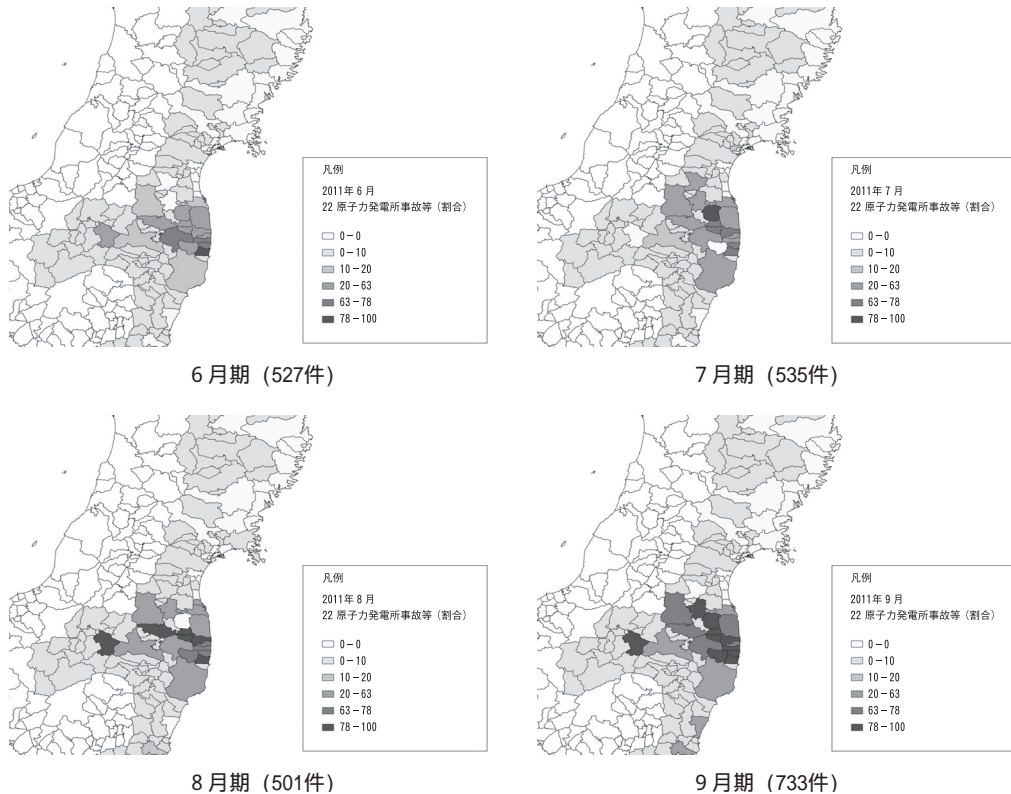 凡例
2011年 6 月
22 原子力発電所事故等（割合）
0－0
0－10
10－20
20－63
63－78
78－100
6 月期（527件）
凡例
2011年 7 月
22 原子力発電所事故等（割合）
0－0
0－10
10－20
20－63
63－78
78－100
7 月期（535件）
凡例
2011年 8 月
22 原子力発電所事故等（割合）
0－0
0－10
10－20
20－63
63－78
78－100
8 月期（501件）
凡例
2011年 9 月
22 原子力発電所事故等（割合）
0－0
0－10
10－20
20－63
63－78
78－100
9 月期（733件）